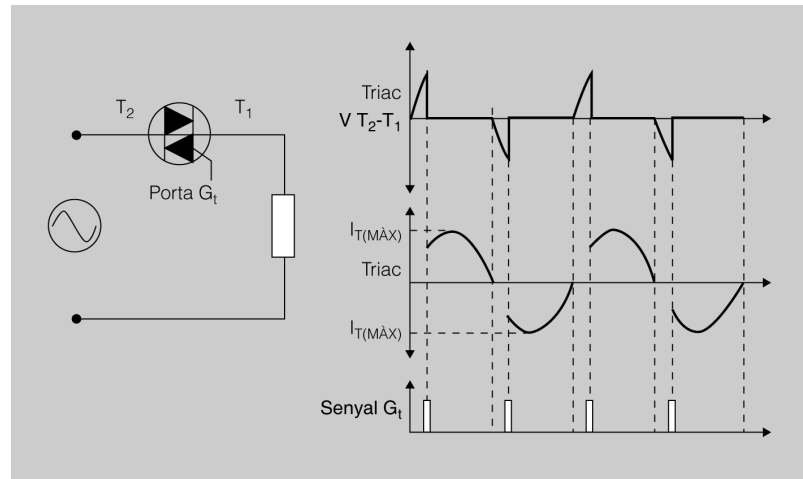 T2
T1
Porta Gt
Triac
V T2-T1
IT(MÀX)
Triac
IT(MÀX)
Senyal Gt